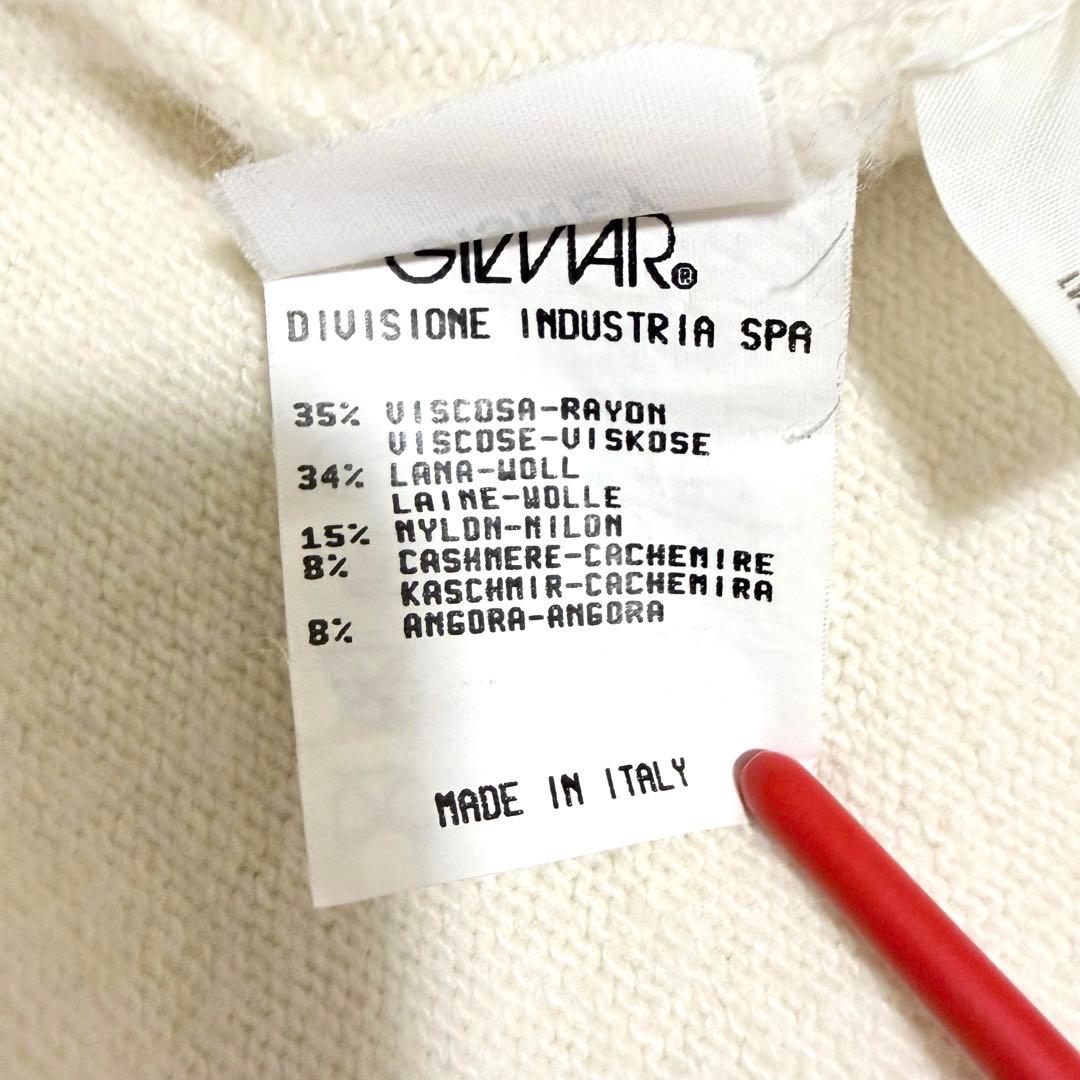 GILMAR®
DIVISIONE INDUSTRIA SPA
35% VISCOSA-RAYON
VISCOSE-VISKOSE
34% LANA-WOLL
LAINE-WOLLE
15% NYLON-NILON
8% CASHMERE-CACHEMIRE
KASCHMIR-CACHEMIRA
8% ANGORA-ANGORA
MADE IN ITALY